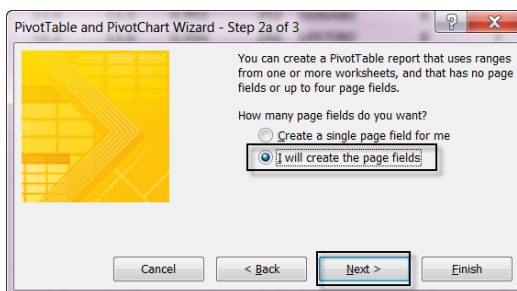 PivotTable and PivotChart Wizard - Step 2a of 3
You can create a PivotTable report that uses ranges
from one or more worksheets, and that has no page
fields or up to four page fields.
How many page fields do you want?
Create a single page field for me
I will create the page fields
Cancel
< Back
Next >
Finish